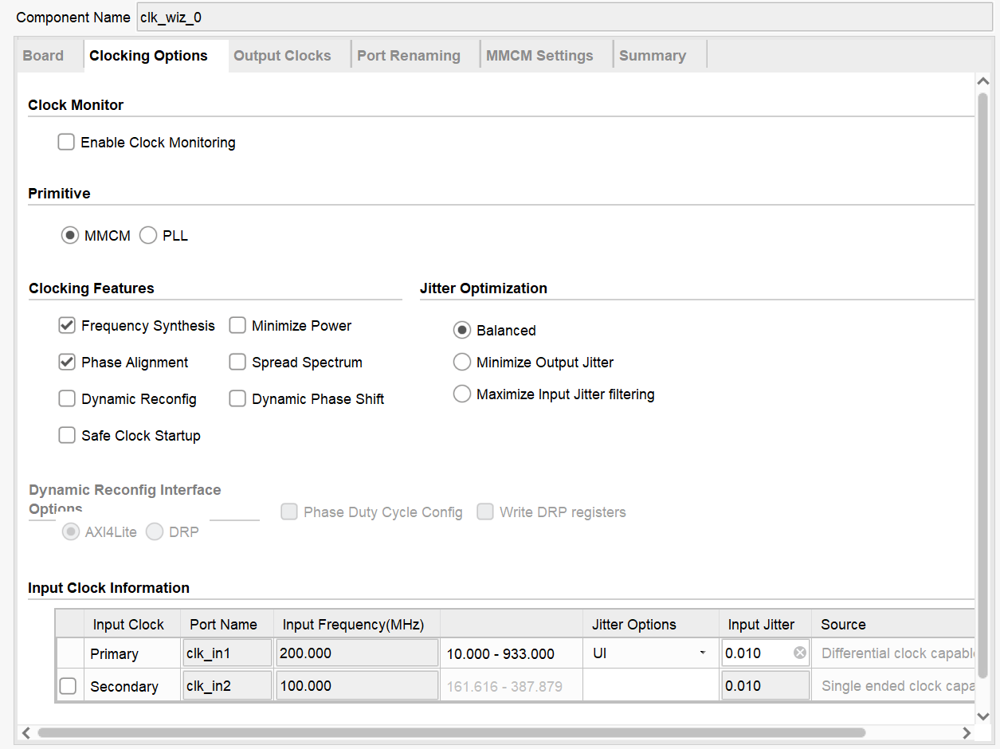 Component Name clk_wiz_0
Board Clocking Options Output Clocks Port Renaming MMCM Settings Summary
Clock Monitor
Enable Clock Monitoring
Primitive
MMCM PLL
Clocking Features
Frequency Synthesis Minimize Power
Phase Alignment Spread Spectrum
Dynamic Reconfig Dynamic Phase Shift
Safe Clock Startup
Jitter Optimization
Balanced
Minimize Output Jitter
Maximize Input Jitter filtering
Dynamic Reconfig Interface
Options
AXI4Lite DRP
Phase Duty Cycle Config Write DRP registers
Input Clock Information
Input Clock Port Name Input Frequency(MHz) Jitter Options Input Jitter Source
Primary clk_in1 200.000 10.000 - 933.000 UI 0.010 Differential clock capabl
Secondary clk_in2 100.000 161.616 - 387.879 0.010 Single ended clock capa